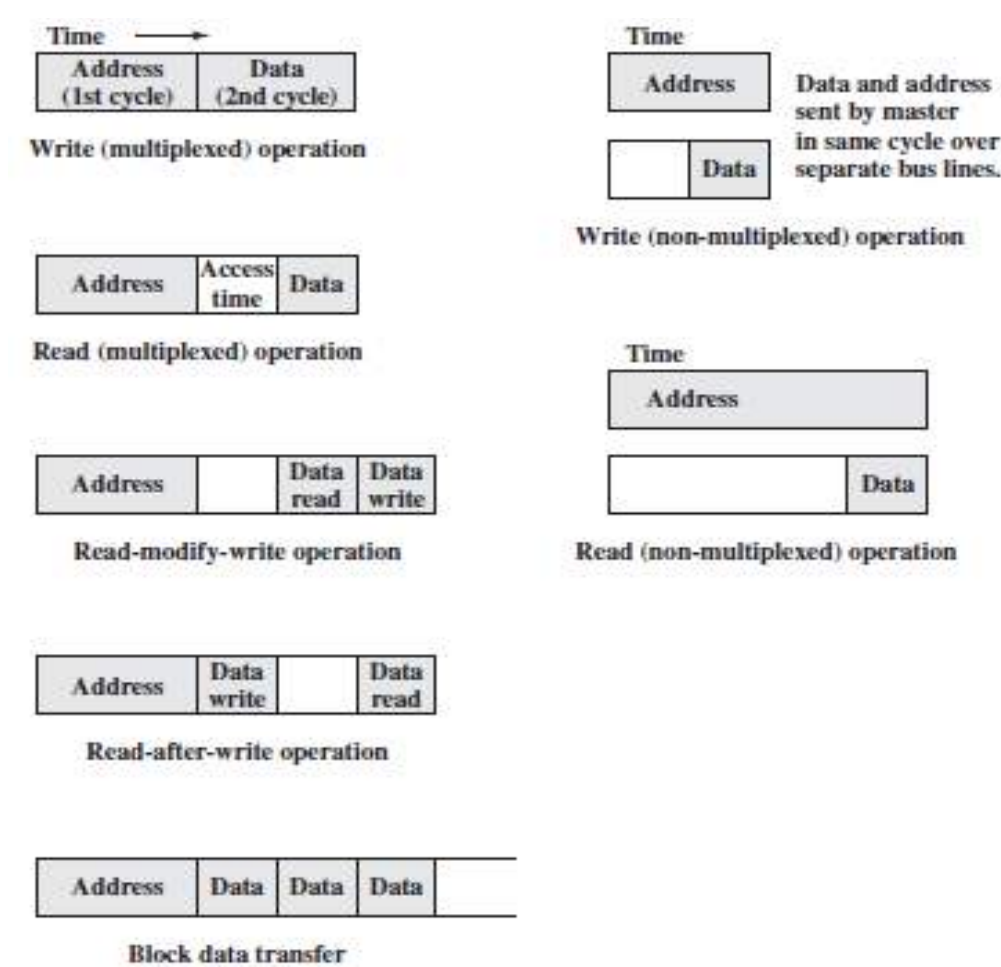 Time
Address
(1st cycle)
Data
(2nd cycle)
Write (multiplexed) operation
Address
Access
time
Data
Read (multiplexed) operation
Address
Data
read
Data
write
Read-modify-write operation
Address
Data
write
Data
read
Read-after-write operation
Address
Data
Data
Data
Block data transfer
Time
Address
Data
Data and address
sent by master
in same cycle over
separate bus lines.
Write (non-multiplexed) operation
Time
Address
Data
Read (non-multiplexed) operation